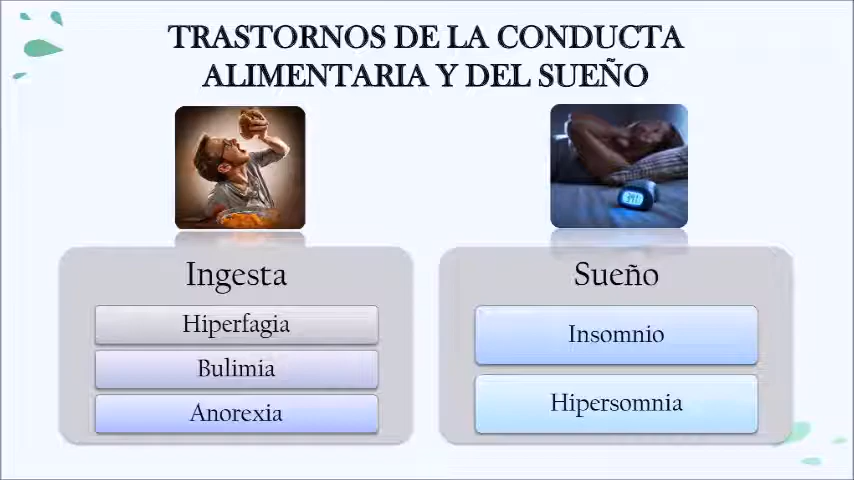 TRASTORNOS DE LA CONDUCTA
ALIMENTARIA Y DEL SUEÑO
Ingesta
Hiperfagia
Bulimia
Anorexia
Sueño
Insomnio
Hipersomnia